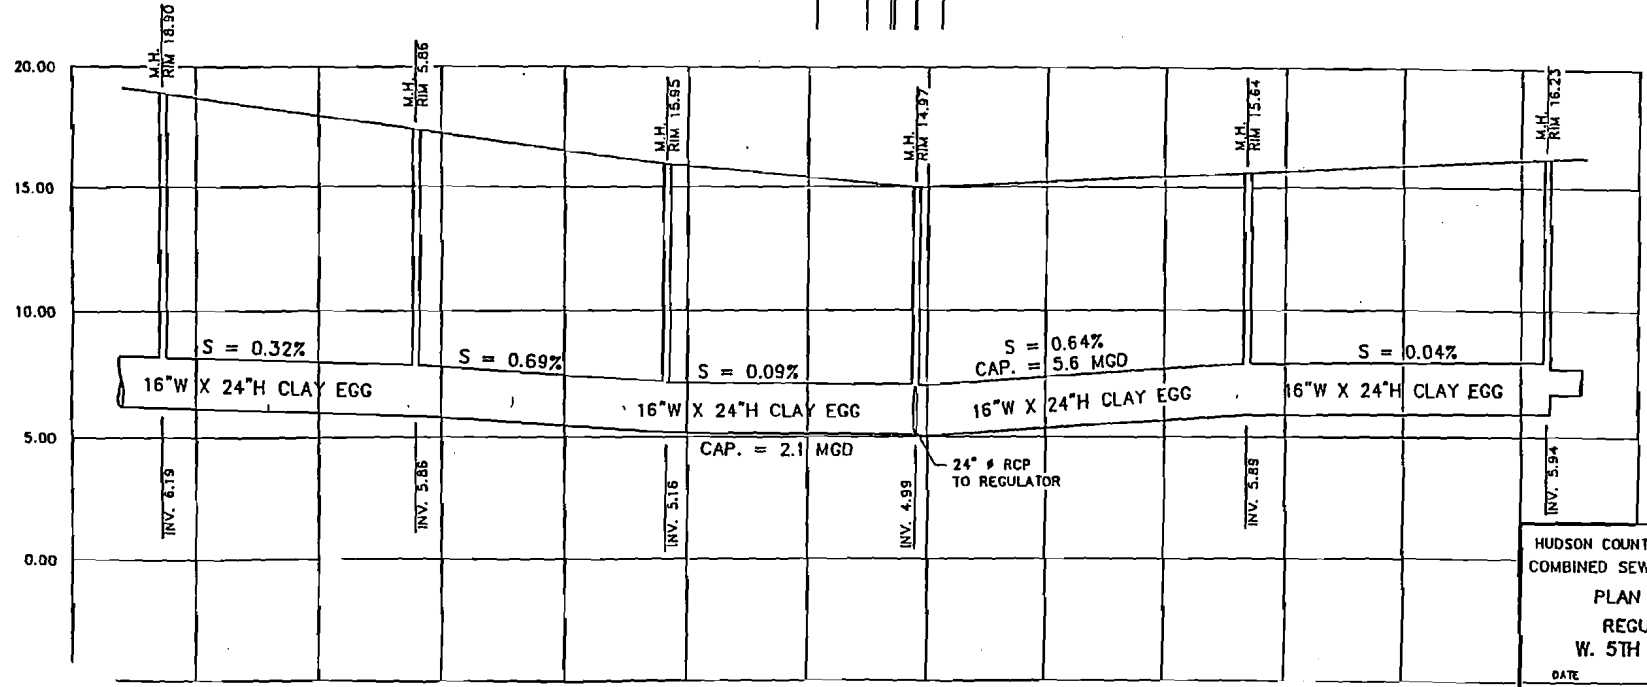 M.H.
RIM 18.90
M.H.
RIM 5.86
M.H.
RIM 15.95
M.H.
RIM 14.97
M.H.
RIM 15.64
M.H.
RIM 16.23
20.00
15.00
10.00
5.00
0.00
S = 0.32%
S = 0.69%
S = 0.09%
S = 0.64%
CAP. = 5.6 MGD
S = 0.04%
16"W X 24"H CLAY EGG
16"W X 24"H CLAY EGG
16"W X 24"H CLAY EGG
16"W X 24"H CLAY EGG
CAP. = 2.1 MGD
24" ø RCP
TO REGULATOR
INV. 6.19
INV. 5.86
INV. 5.16
INV. 4.99
INV. 5.89
INV. 5.94
HUDSON COUNT
COMBINED SEW
PLAN
REGU
W. 5TH
DATE